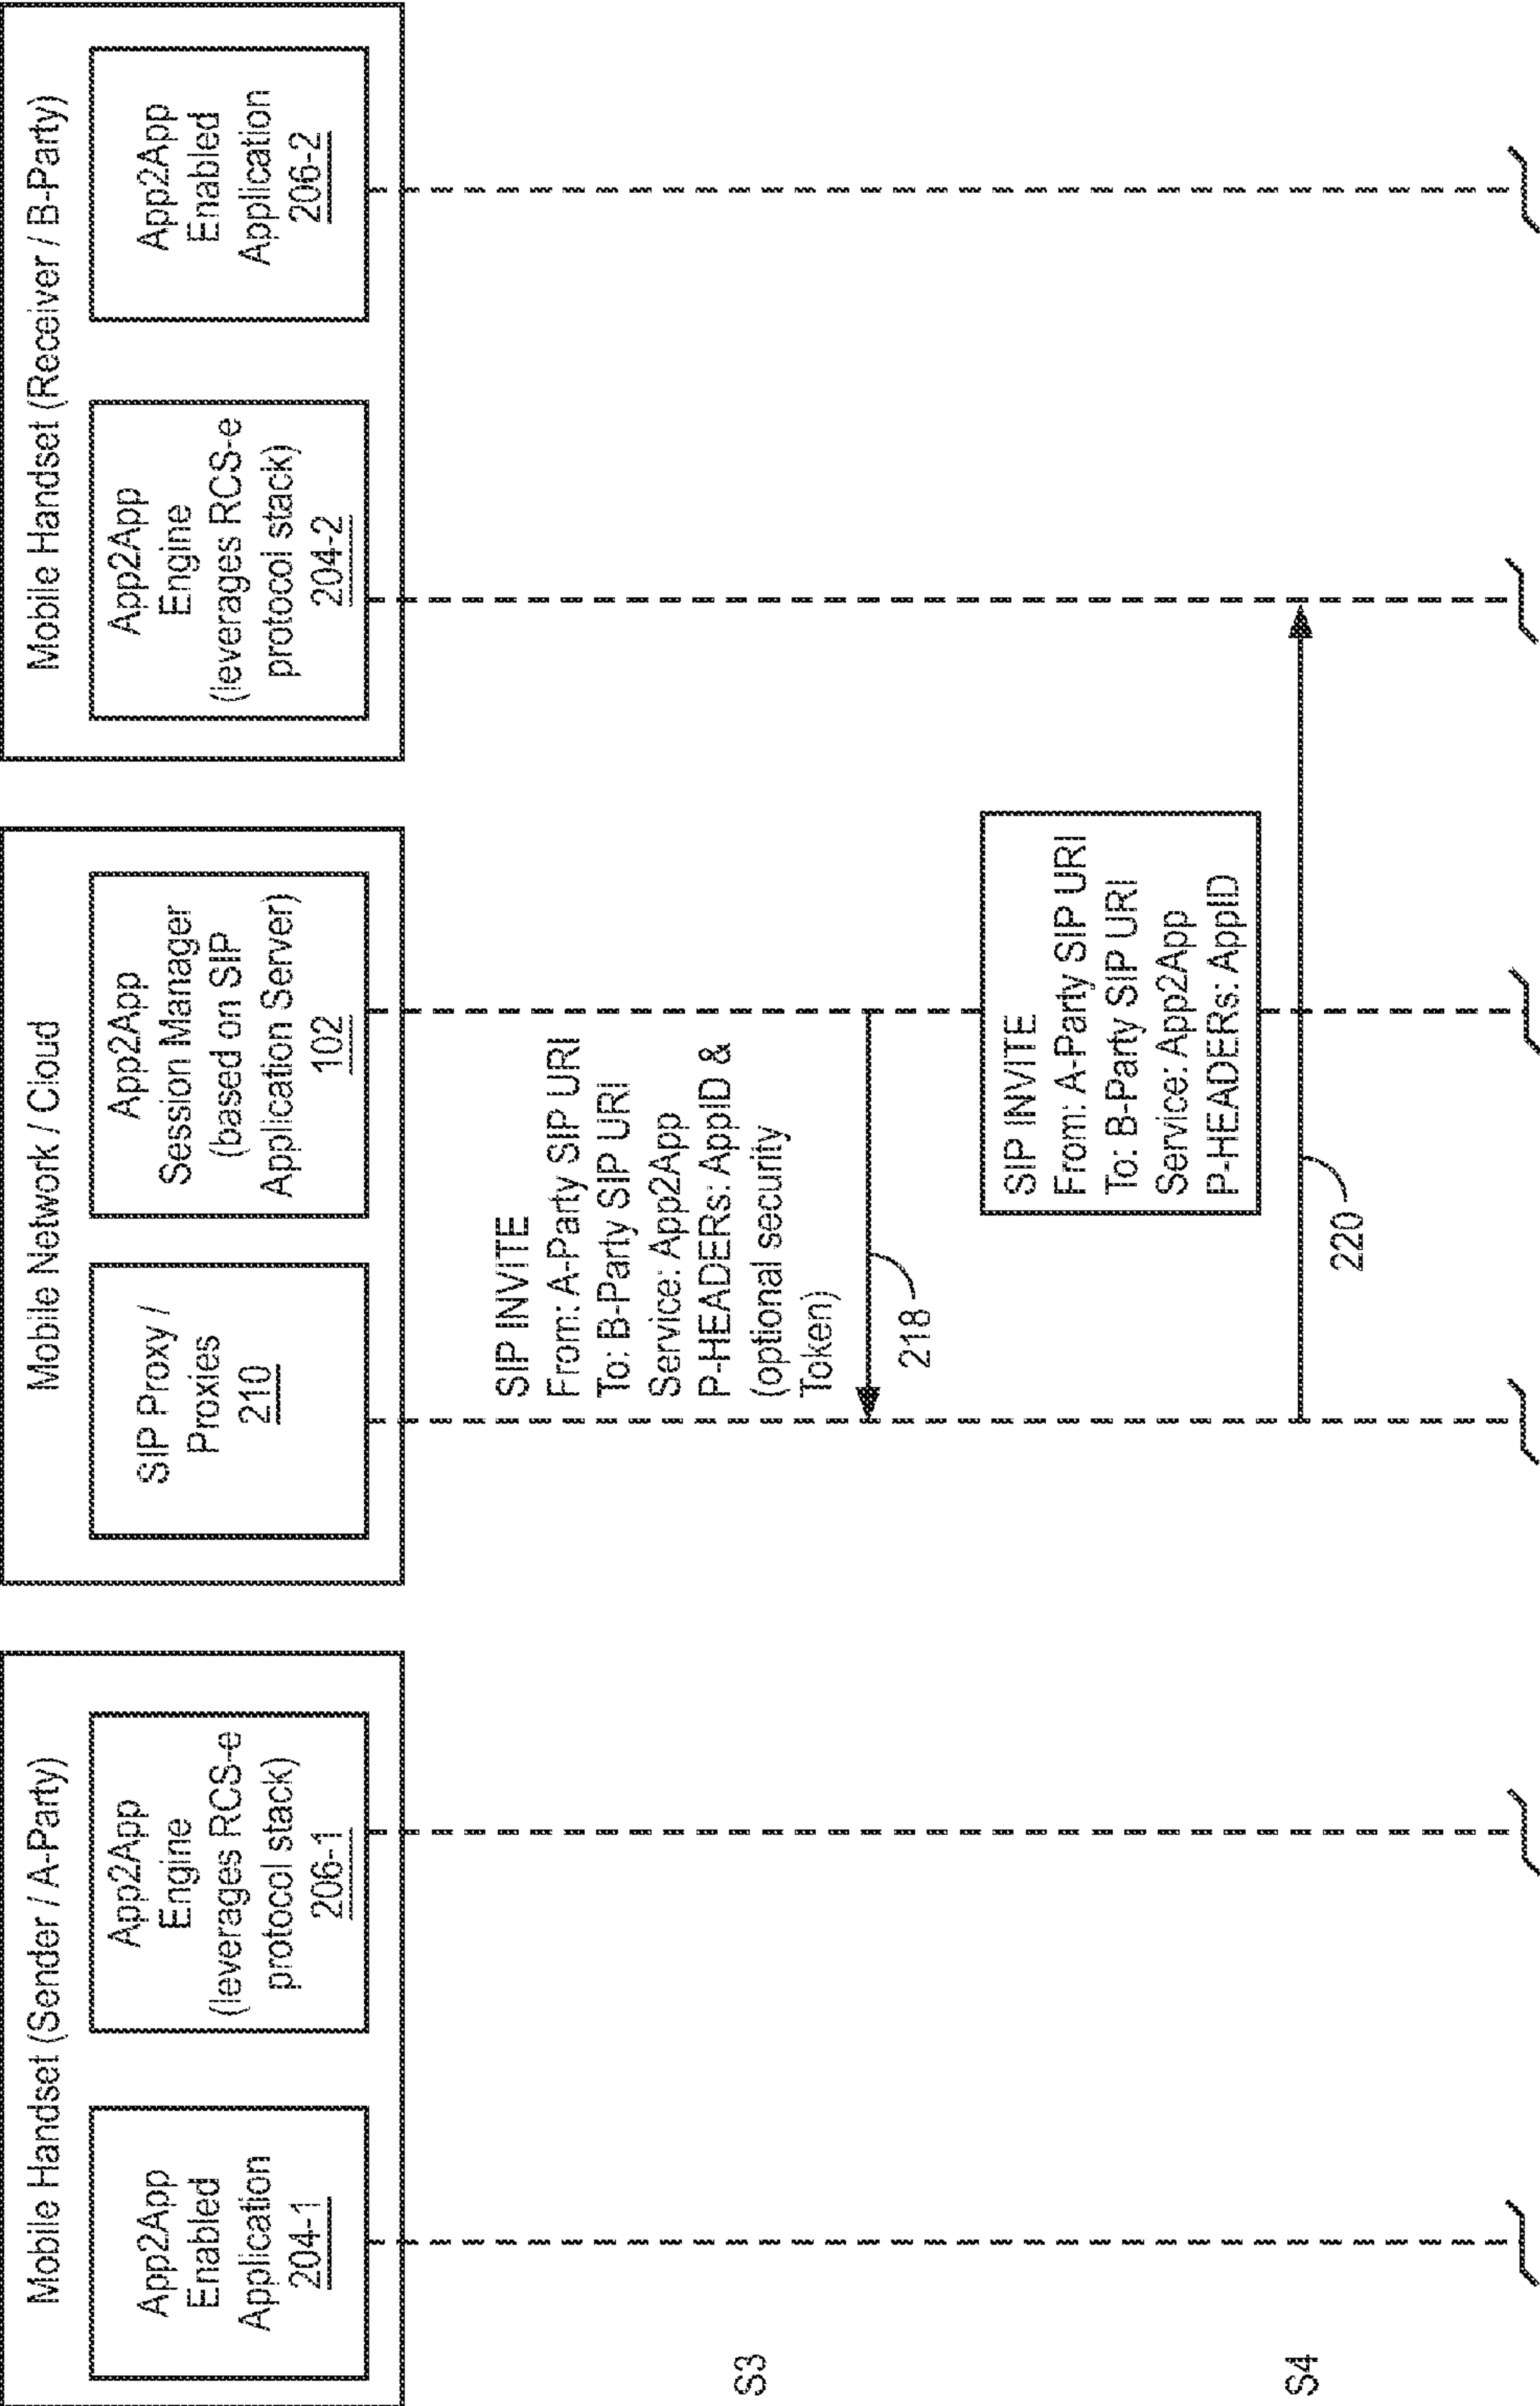 Mobile Handset (Sender / A-Party)
App2App
Enabled
Application
204-1
App2App
Engine
(leverages RCS-e
protocol stack)
206-1
Mobile Network / Cloud
SIP Proxy /
Proxies
210
App2App
Session Manager
(based on SIP
Application Server)
102
Mobile Handset (Receiver / B-Party)
App2App
Engine
(leverages RCS-e
protocol stack)
204-2
App2App
Enabled
Application
206-2
S3
SIP INVITE
From: A-Party SIP URI
To: B-Party SIP URI
Service: App2App
P-HEADERs: AppID &
(optional security
Token)
218
SIP INVITE
From: A-Party SIP URI
To: B-Party SIP URI
Service: App2App
P-HEADERs: AppID
S4
220